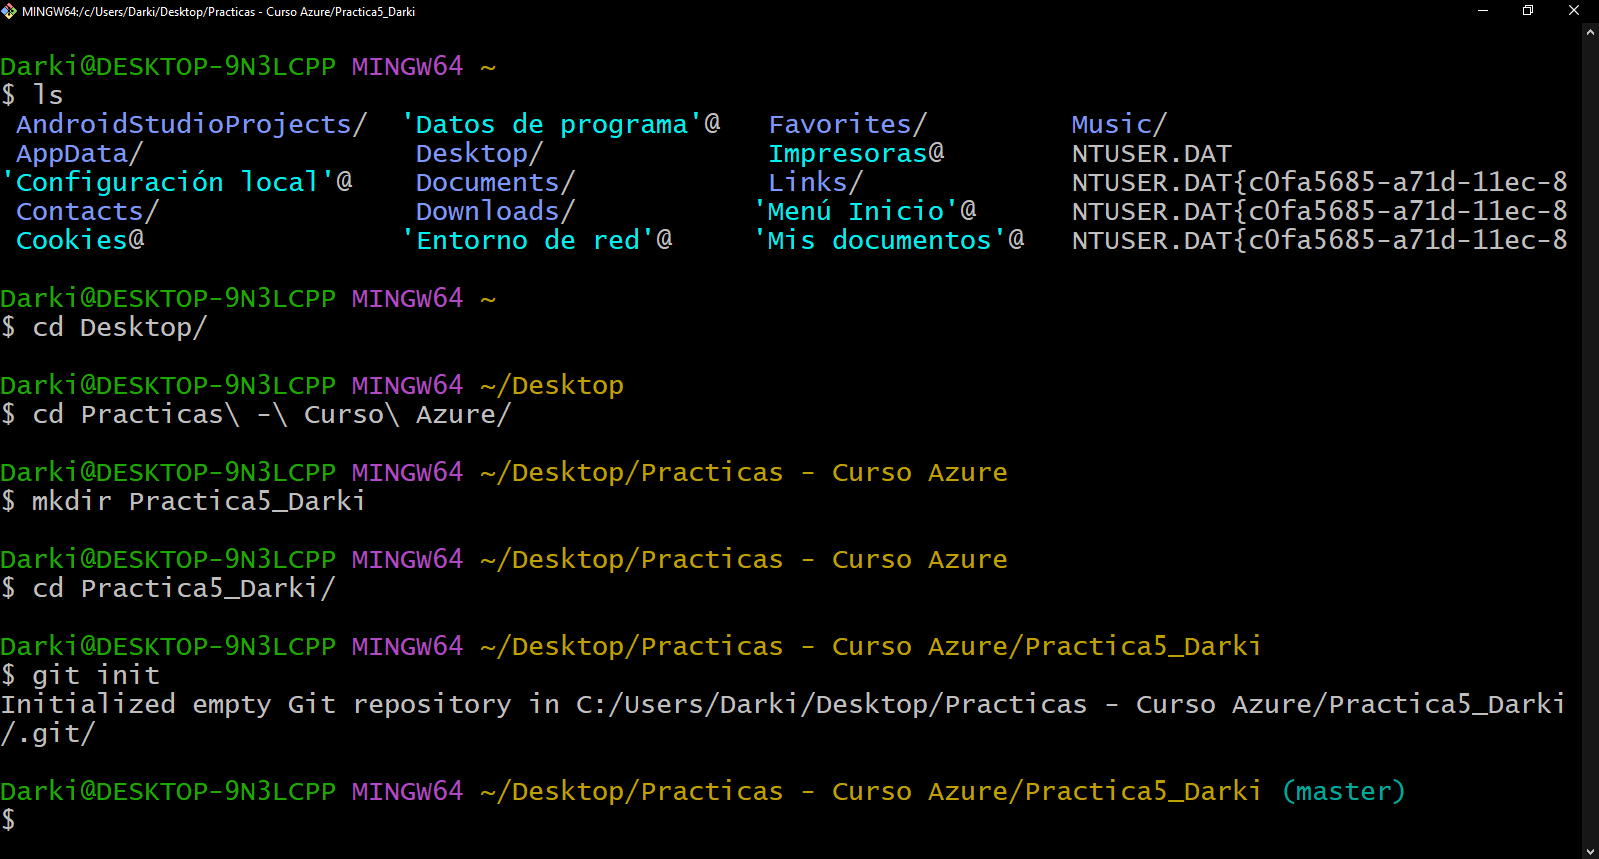 MINGW64:/c/Users/Darki/Desktop/Practicas - Curso Azure/Practica5_Darki
Darki@DESKTOP-9N3LCPP MINGW64 ~
$ ls
AndroidStudioProjects/ 'Datos de programa'@ Favorites/ Music/
AppData/ Desktop/ Impresoras@ NTUSER.DAT
'Configuración local'@ Documents/ Links/ NTUSER.DAT{c0fa5685-a71d-11ec-8
Contacts/ Downloads/ 'Menú Inicio'@ NTUSER.DAT{c0fa5685-a71d-11ec-8
Cookies@ 'Entorno de red'@ 'Mis documentos'@ NTUSER.DAT{c0fa5685-a71d-11ec-8
Darki@DESKTOP-9N3LCPP MINGW64 ~
$ cd Desktop/
Darki@DESKTOP-9N3LCPP MINGW64 ~/Desktop
$ cd Practicas\ -\ Curso\ Azure/
Darki@DESKTOP-9N3LCPP MINGW64 ~/Desktop/Practicas - Curso Azure
$ mkdir Practica5_Darki
Darki@DESKTOP-9N3LCPP MINGW64 ~/Desktop/Practicas - Curso Azure
$ cd Practica5_Darki/
Darki@DESKTOP-9N3LCPP MINGW64 ~/Desktop/Practicas - Curso Azure/Practica5_Darki
$ git init
Initialized empty Git repository in C:/Users/Darki/Desktop/Practicas - Curso Azure/Practica5_Darki
/.git/
Darki@DESKTOP-9N3LCPP MINGW64 ~/Desktop/Practicas - Curso Azure/Practica5_Darki (master)
$